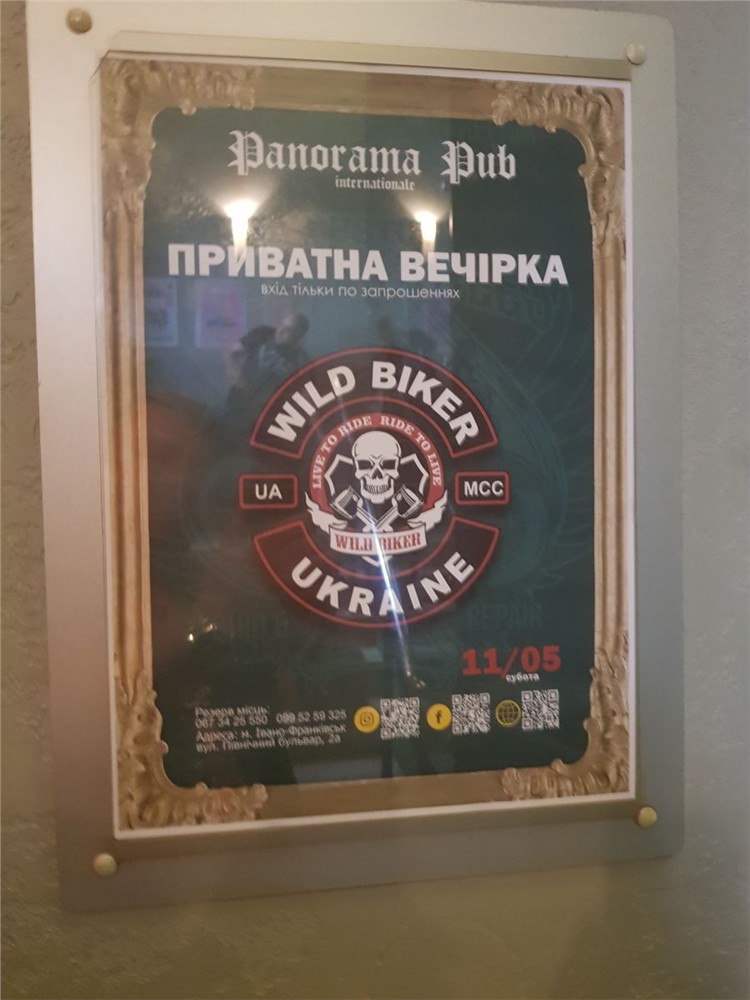 Panorama Pub
internationale
ПРИВАТНА ВЕЧІРКА
вхід тільки по запрошеннях
WILD BIKER
LIVE TO RIDE RIDE TO LIVE
UA
MCC
WILD BIKER
UKRAINE
REPAIR
11/05
субота
Резерв місць:
067 34 25 550 099 52 59 325
Адреса: м. Івано-Франківськ
вул. Північний бульвар, 2а